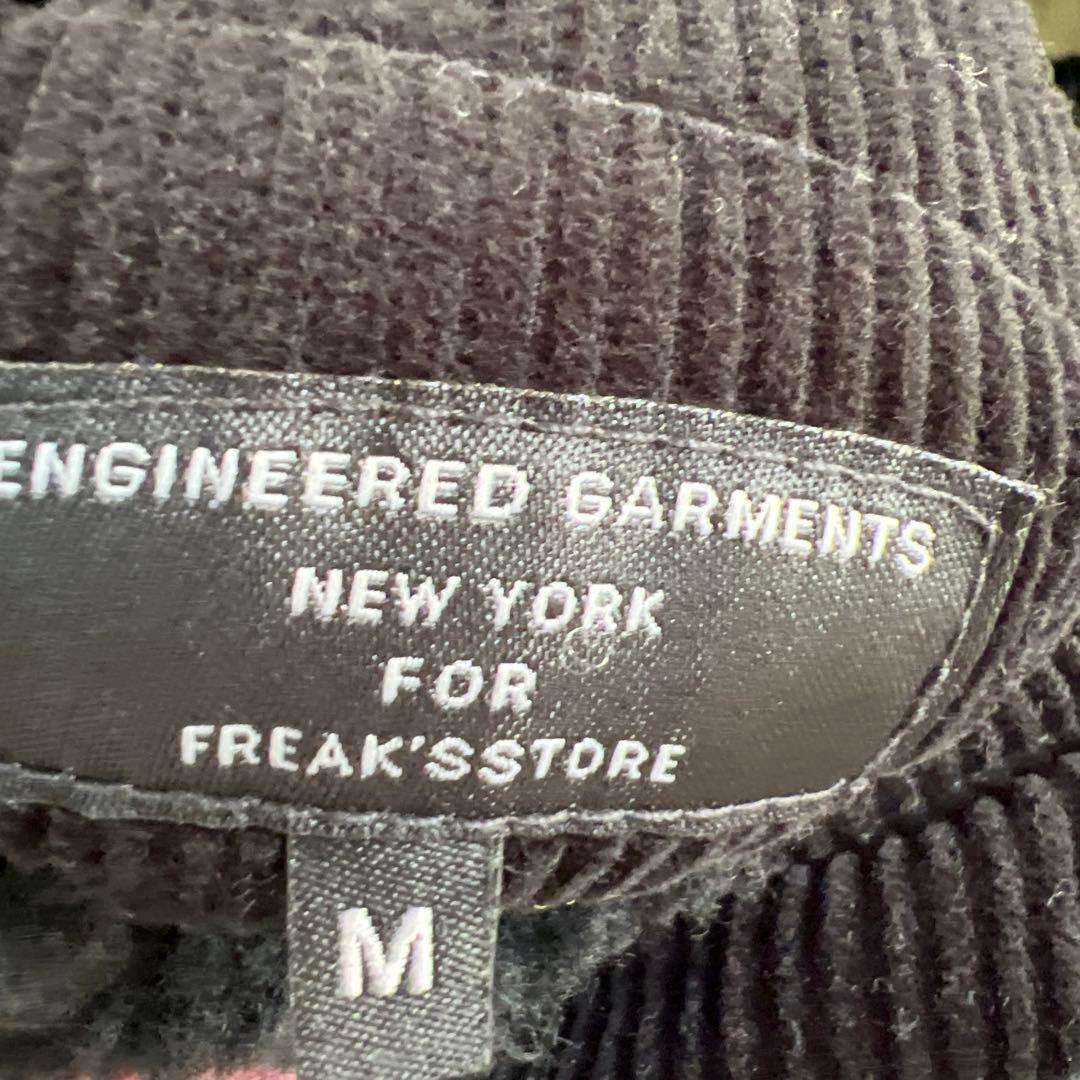 ENGINEERED GARMENTS
NEW YORK
FOR
FREAK'SSTORE
M